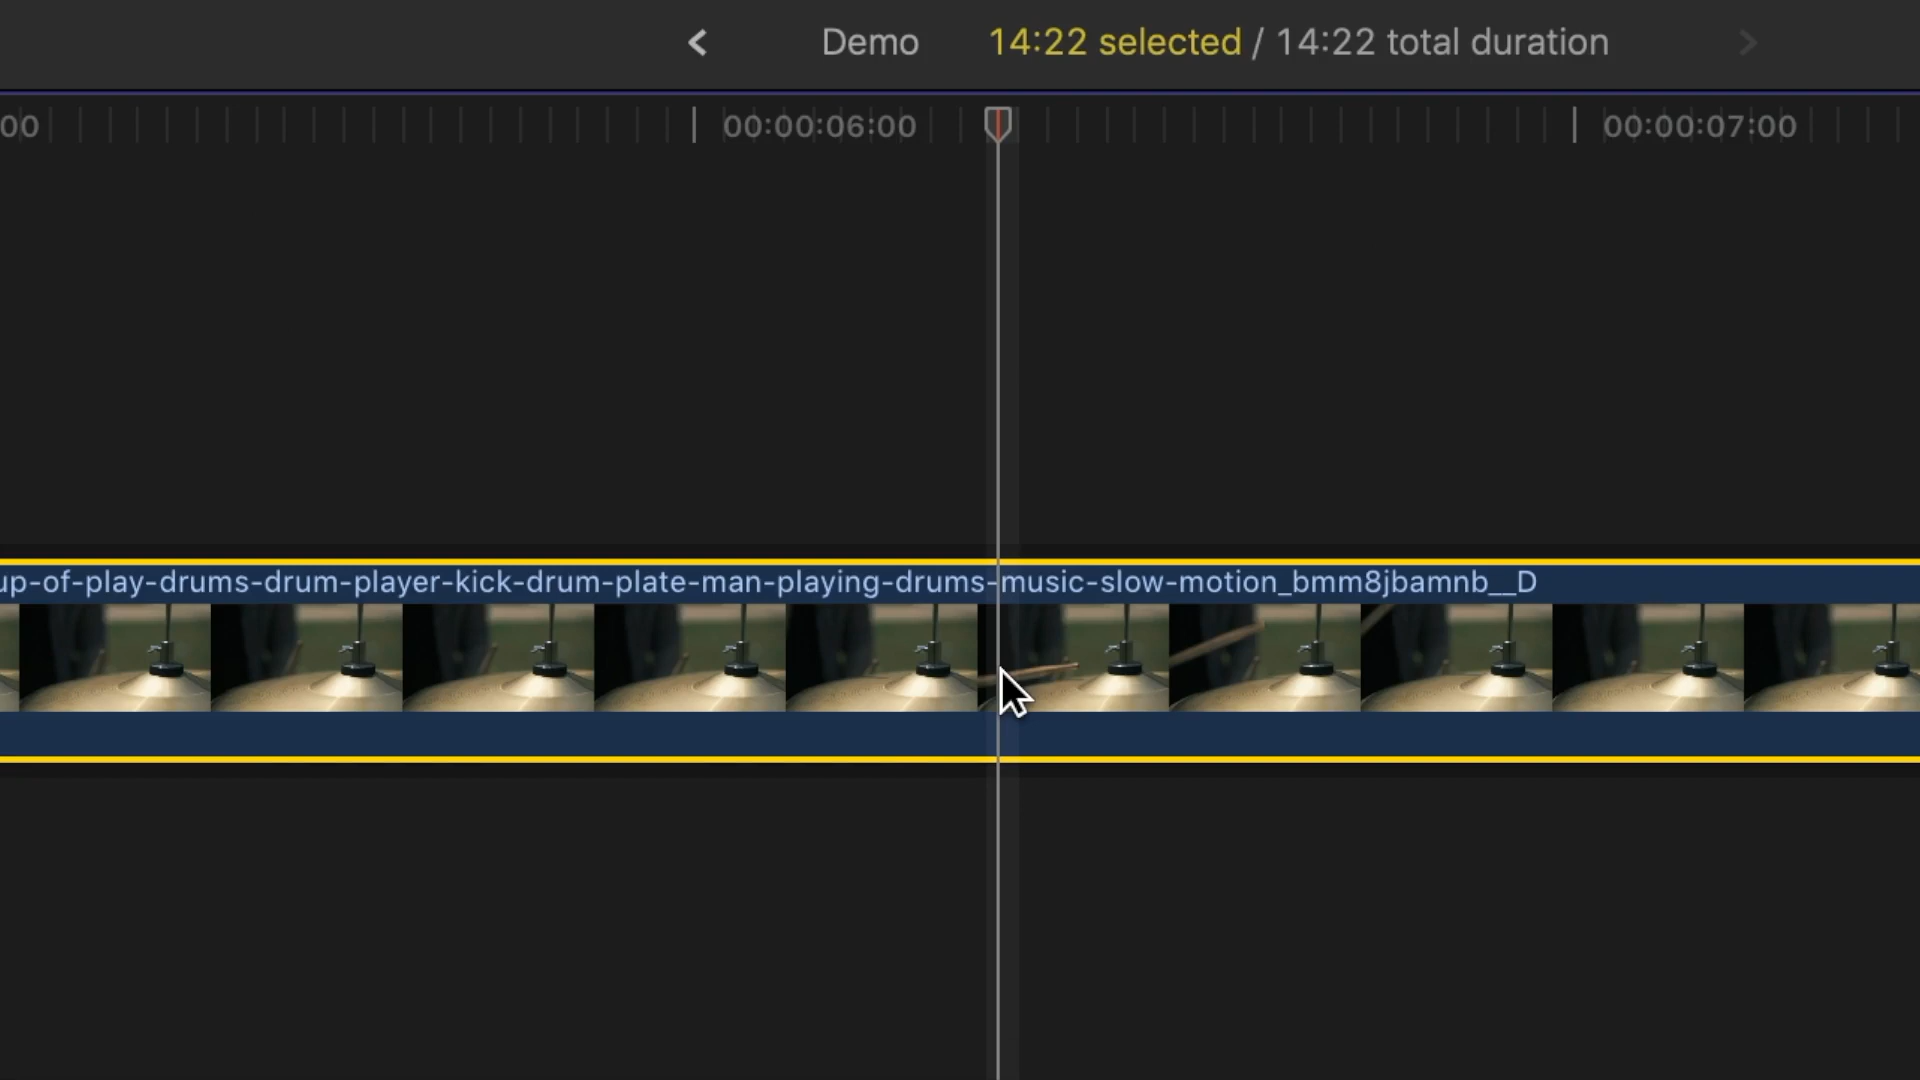 Demo 14:22 selected / 14:22 total duration
00 00:00:06:00 00:00:07:00
up-of-play-drums-drum-player-kick-drum-plate-man-playing-drums-music-slow-motion_bmm8jbamnb__D